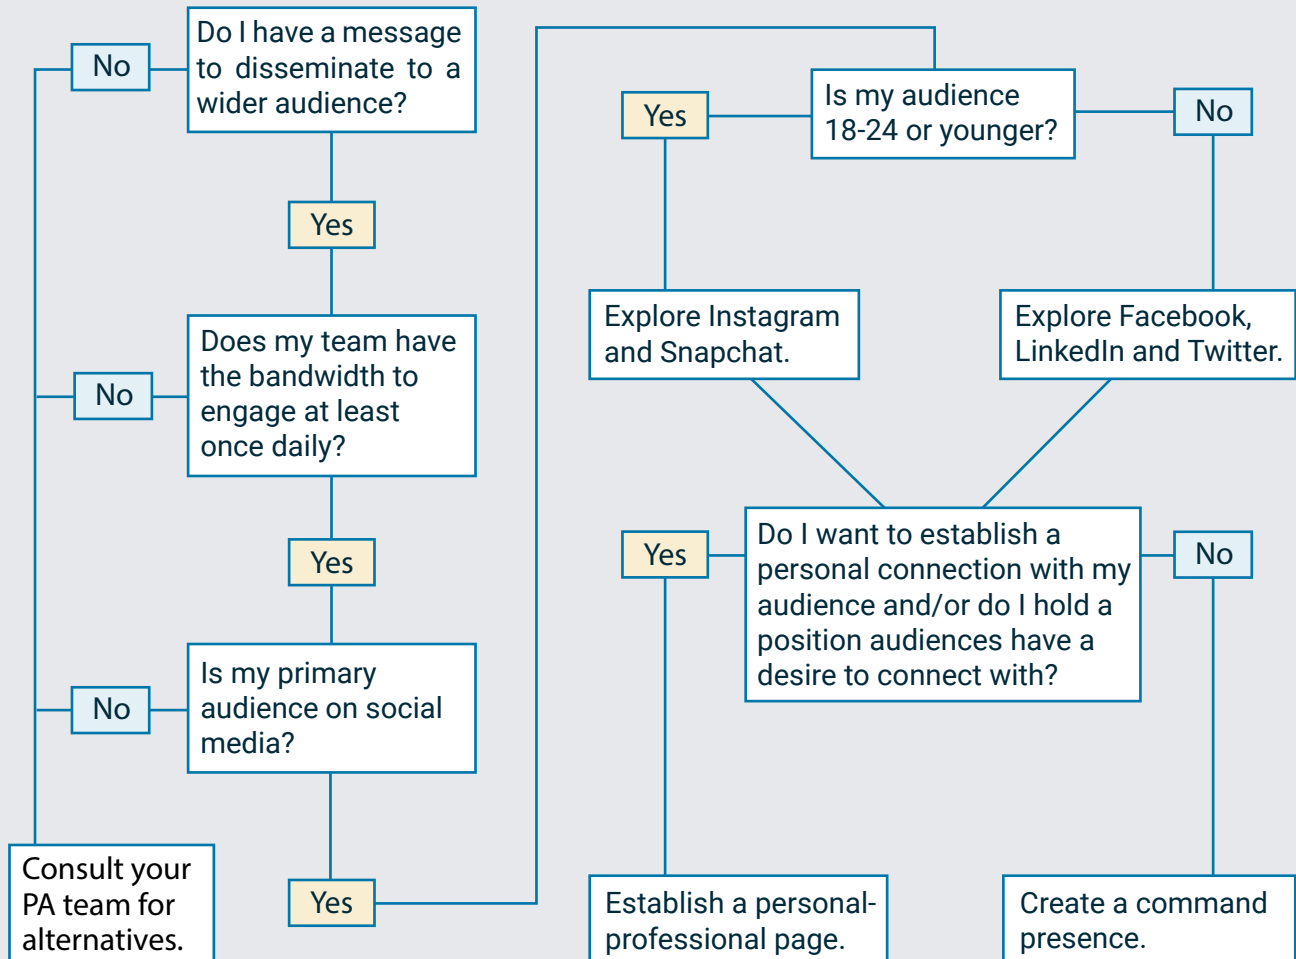 Do I have a message
to disseminate to a
wider audience?
No
Yes
Does my team have
the bandwidth to
engage at least
once daily?
No
Yes
Is my primary
audience on social
media?
No
Yes
Consult your
PA team for
alternatives.
Is my audience
18-24 or younger?
Yes
No
Explore Instagram
and Snapchat.
Explore Facebook,
LinkedIn and Twitter.
Do I want to establish a
personal connection with my
audience and/or do I hold a
position audiences have a
desire to connect with?
Yes
No
Establish a personal-
professional page.
Create a command
presence.